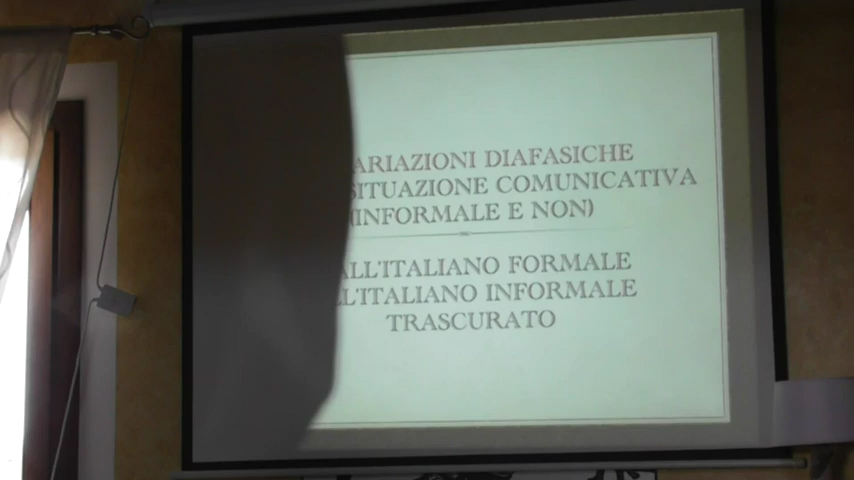 ARIAZIONI DIAFASICHE
SITUAZIONE COMUNICATIVA
(INFORMALE E NON)
ALL'ITALIANO FORMALE
L'ITALIANO INFORMALE
TRASCURATO